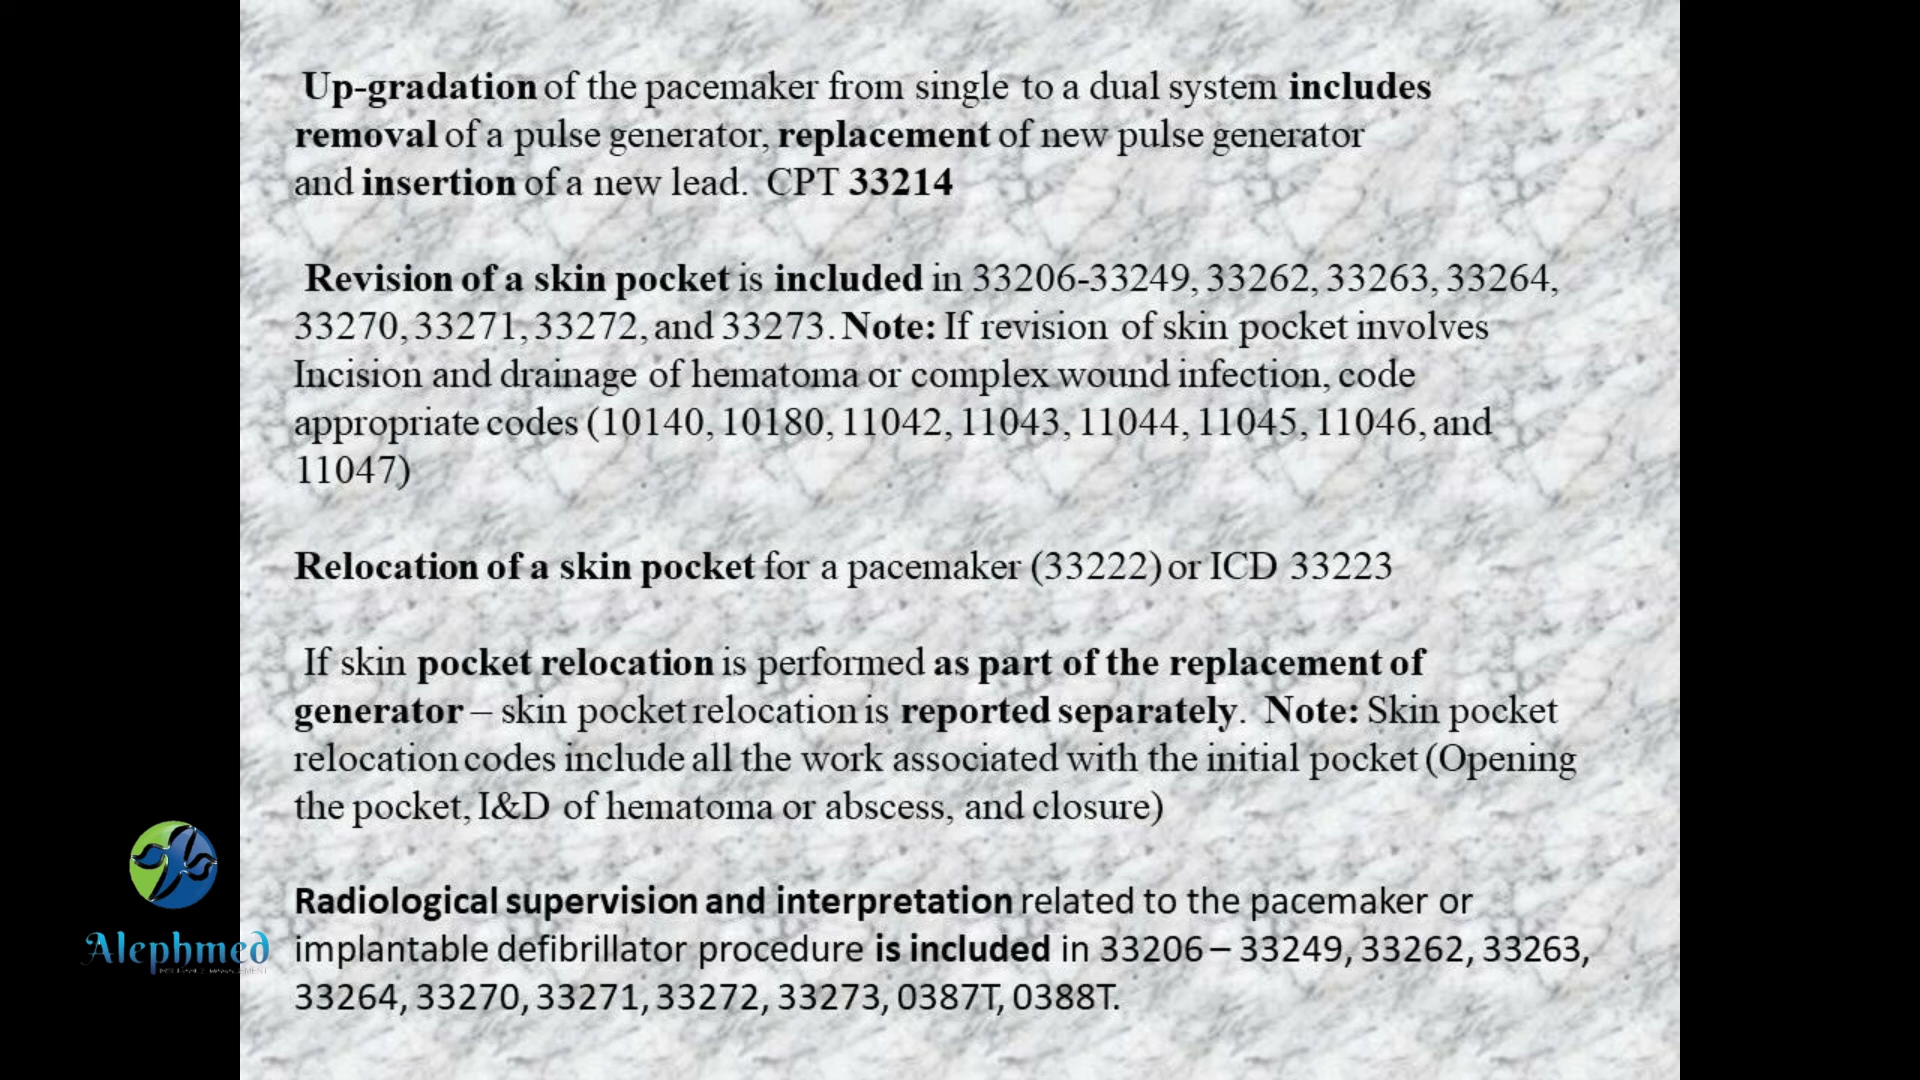 Up-gradation of the pacemaker from single to a dual system includes
removal of a pulse generator, replacement of new pulse generator
and insertion of a new lead. CPT 33214
Revision of a skin pocket is included in 33206-33249, 33262, 33263, 33264,
33270, 33271, 33272, and 33273. Note: If revision of skin pocket involves
Incision and drainage of hematoma or complex wound infection, code
appropriate codes (10140, 10180, 11042, 11043, 11044, 11045, 11046, and
11047)
Relocation of a skin pocket for a pacemaker (33222) or ICD 33223
If skin pocket relocation is performed as part of the replacement of
generator – skin pocket relocation is reported separately. Note: Skin pocket
relocation codes include all the work associated with the initial pocket (Opening
the pocket, I&D of hematoma or abscess, and closure)
Radiological supervision and interpretation related to the pacemaker or
implantable defibrillator procedure is included in 33206 – 33249, 33262, 33263,
33264, 33270, 33271, 33272, 33273, 0387T, 0388T.
Alephmed